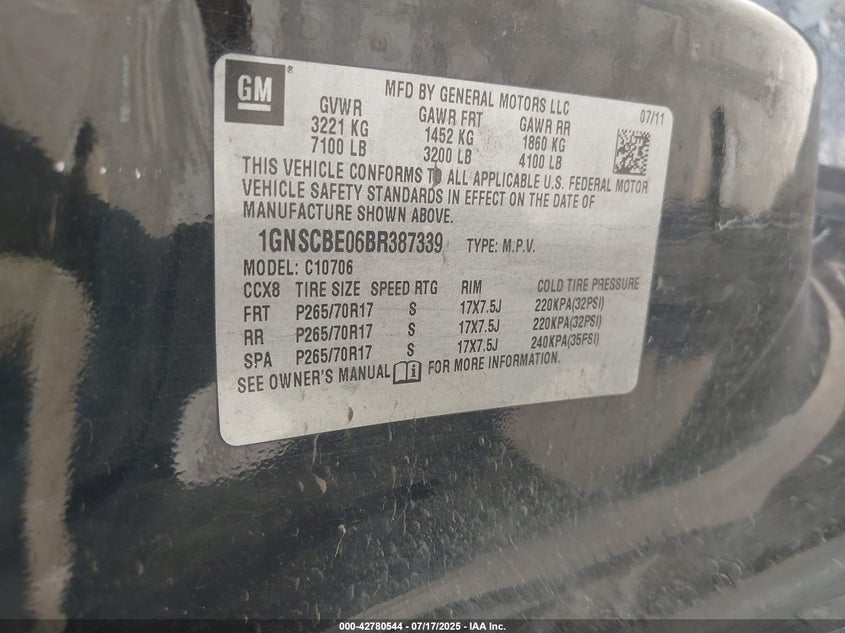 GM
MFD BY GENERAL MOTORS LLC
07/11
GVWR GAWR FRT GAWR RR
3221 KG 1452 KG 1860 KG
7100 LB 3200 LB 4100 LB
THIS VEHICLE CONFORMS TO ALL APPLICABLE U.S. FEDERAL MOTOR
VEHICLE SAFETY STANDARDS IN EFFECT ON THE DATE OF
MANUFACTURE SHOWN ABOVE.
1GNSCBE06BR387339 TYPE: M.P.V.
MODEL: C10706
CCX8 TIRE SIZE SPEED RTG RIM COLD TIRE PRESSURE
FRT P265/70R17 S 17X7.5J 220KPA(32PSI)
RR P265/70R17 S 17X7.5J 220KPA(32PSI)
SPA P265/70R17 S 17X7.5J 240KPA(35PSI)
SEE OWNER'S MANUAL FOR MORE INFORMATION.
000-42780544 / 07/17/2025 - IAA Inc.